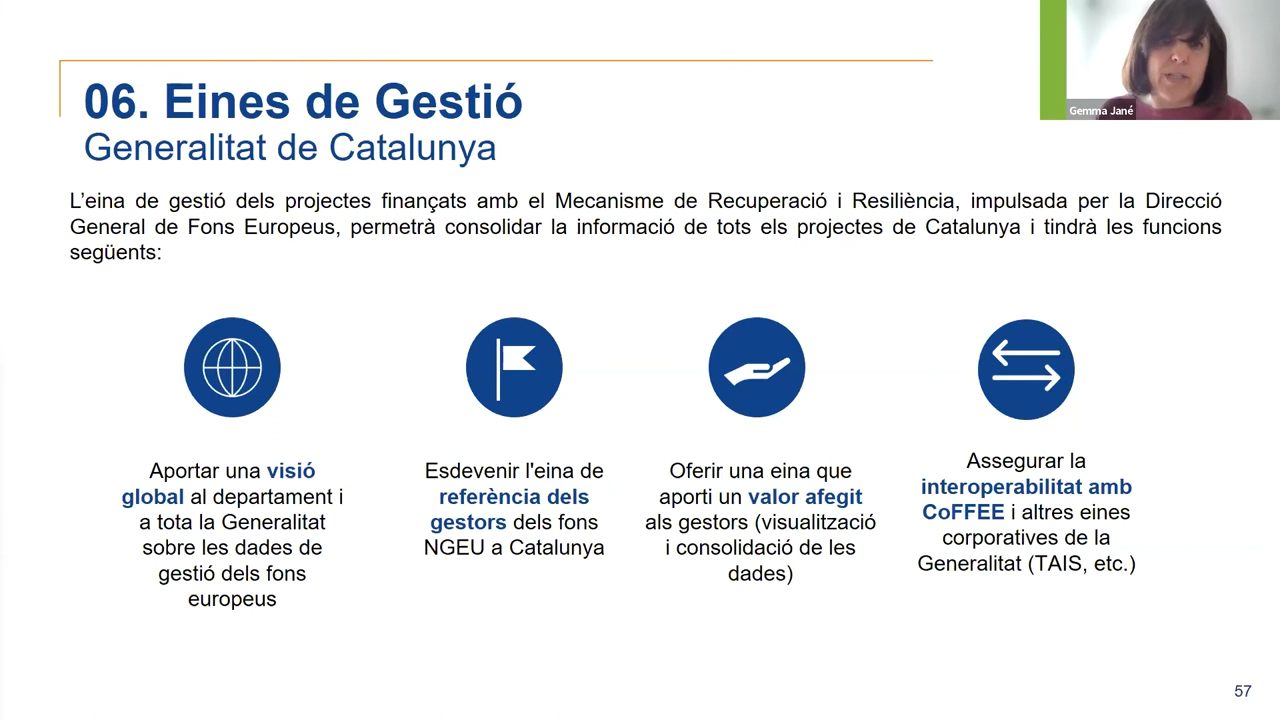 06. Eines de Gestió
Generalitat de Catalunya
Gemma Jané
L’eina de gestió dels projectes finançats amb el Mecanisme de Recuperació i Resiliència, impulsada per la Direcció
General de Fons Europeus, permetrà consolidar la informació de tots els projectes de Catalunya i tindrà les funcions
següents:
Aportar una visió
global al departament i
a tota la Generalitat
sobre les dades de
gestió dels fons
europeus
Esdevenir l'eina de
referència dels
gestors dels fons
NGEU a Catalunya
Oferir una eina que
aporti un valor afegit
als gestors (visualització
i consolidació de les
dades)
Assegurar la
interoperabilitat amb
CoFFEE i altres eines
corporatives de la
Generalitat (TAIS, etc.)
57